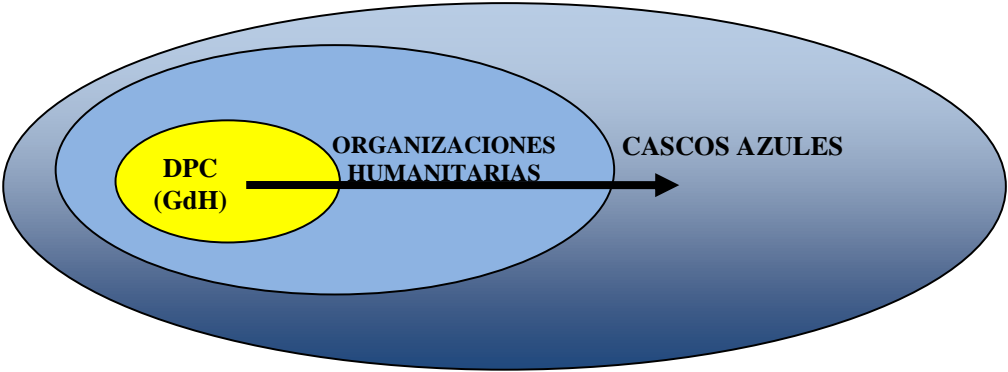 DPC
(GdH)
ORGANIZACIONES
HUMANITARIAS
CASCOS AZULES